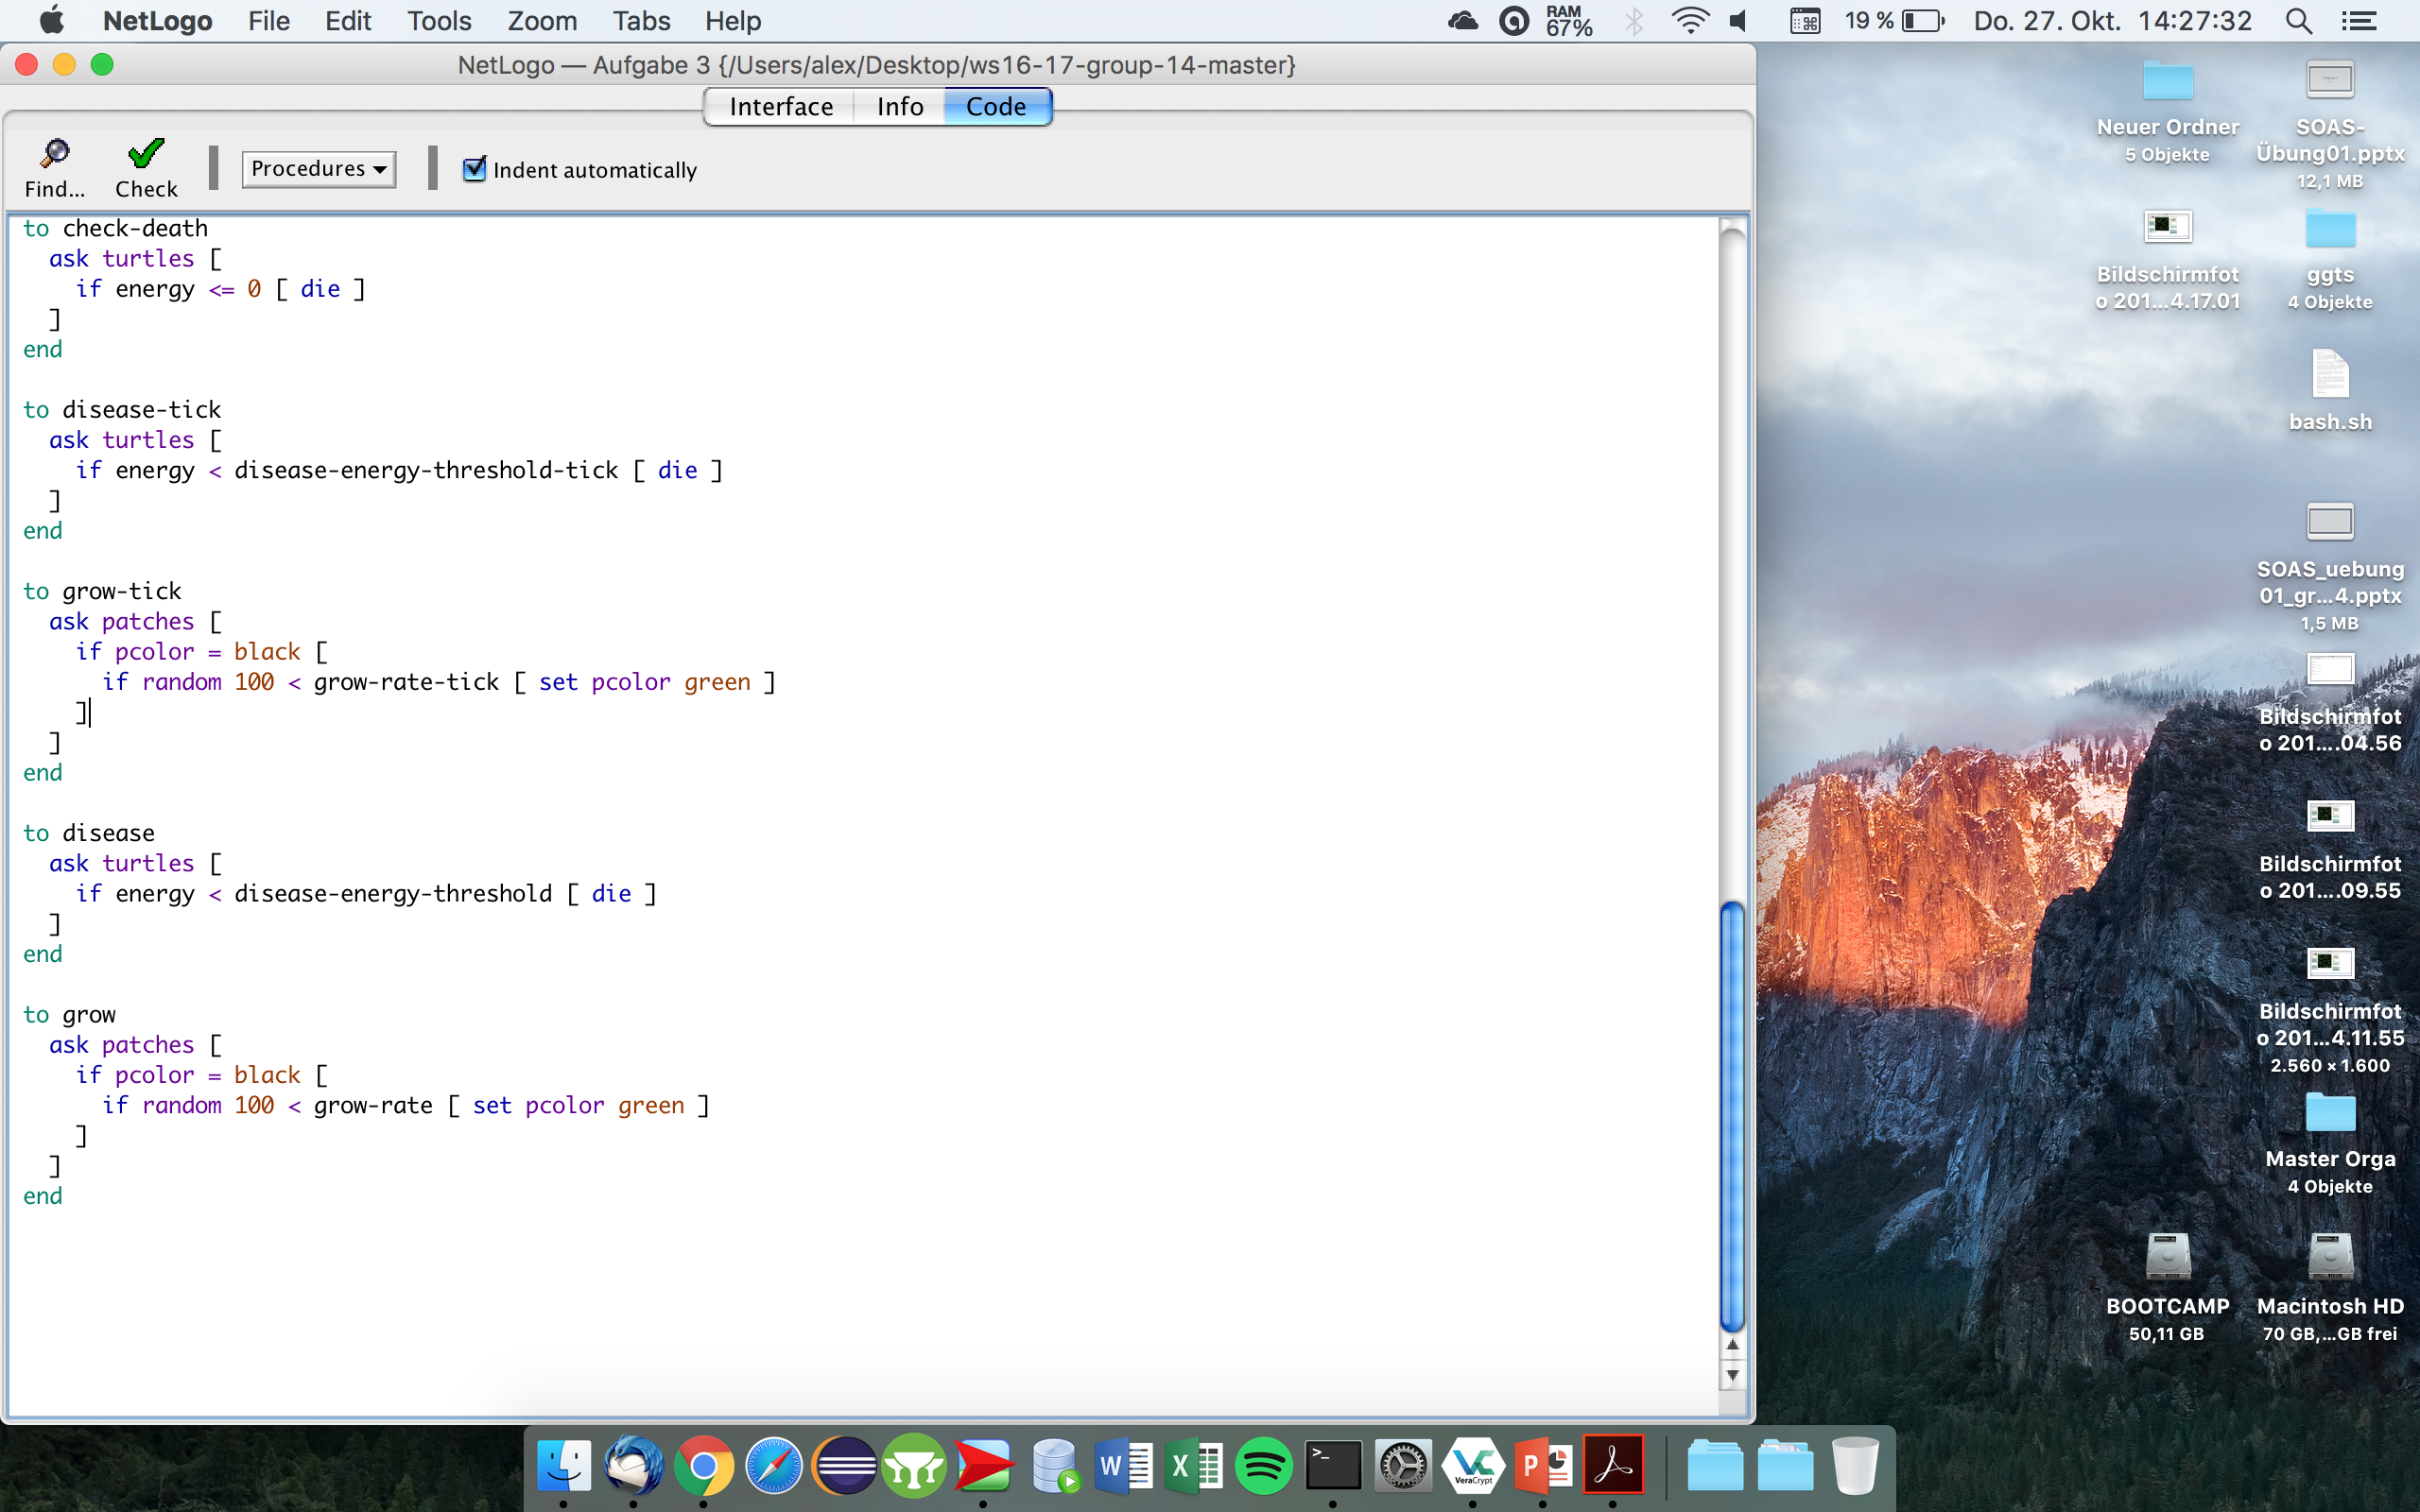 NetLogo File Edit Tools Zoom Tabs Help RAM 67% 19 % Do. 27. Okt. 14:27:32
NetLogo — Aufgabe 3 {/Users/alex/Desktop/ws16-17-group-14-master}
Interface Info Code
Find... Check Procedures Indent automatically
to check-death
ask turtles [
if energy <= 0 [ die ]
]
end
to disease-tick
ask turtles [
if energy < disease-energy-threshold-tick [ die ]
]
end
to grow-tick
ask patches [
if pcolor = black [
if random 100 < grow-rate-tick [ set pcolor green ]
]
]
end
to disease
ask turtles [
if energy < disease-energy-threshold [ die ]
]
end
to grow
ask patches [
if pcolor = black [
if random 100 < grow-rate [ set pcolor green ]
]
]
end
Neuer Ordner
5 Objekte
SOAS-
Übung01.pptx
12,1 MB
Bildschirmfot
o 201...4.17.01
ggts
4 Objekte
bash.sh
SOAS_uebung
01_gr...4.pptx
1,5 MB
Bildschirmfot
o 201....04.56
Bildschirmfot
o 201....09.55
Bildschirmfot
o 201...4.11.55
2.560 × 1.600
Master Orga
4 Objekte
BOOTCAMP
50,11 GB
Macintosh HD
70 GB,...GB frei
W X >_ VC VeraCrypt P